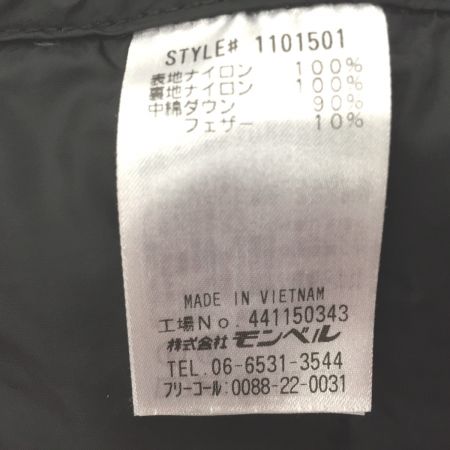 STYLE# 1101501
表地ナイロン 100%
裏地ナイロン 100%
中綿ダウン 90%
フェザー 10%
MADE IN VIETNAM
工場No. 441150343
株式会社 モンベル
TEL. 06-6531-3544
フリーコール：0088-22-0031